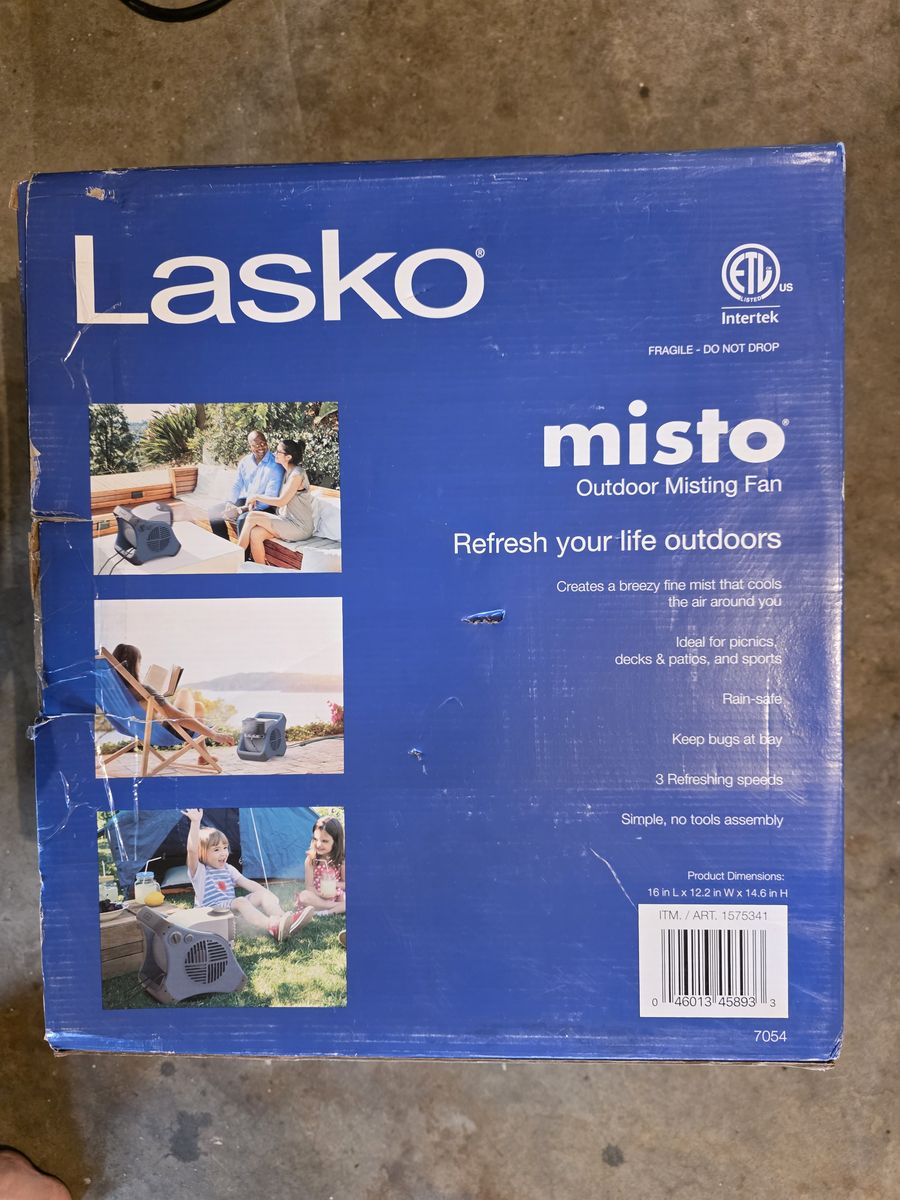 Lasko®
ETL
LISTED
US
Intertek
FRAGILE - DO NOT DROP
misto®
Outdoor Misting Fan
Refresh your life outdoors
Creates a breezy fine mist that cools
the air around you
Ideal for picnics,
decks & patios, and sports
Rain-safe
Keep bugs at bay
3 Refreshing speeds
Simple, no tools assembly
Product Dimensions:
16 in L x 12.2 in W x 14.6 in H
ITM. / ART. 1575341
0 46013 45893 3
7054